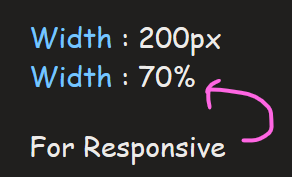 Width : 200px
Width : 70%
For Responsive